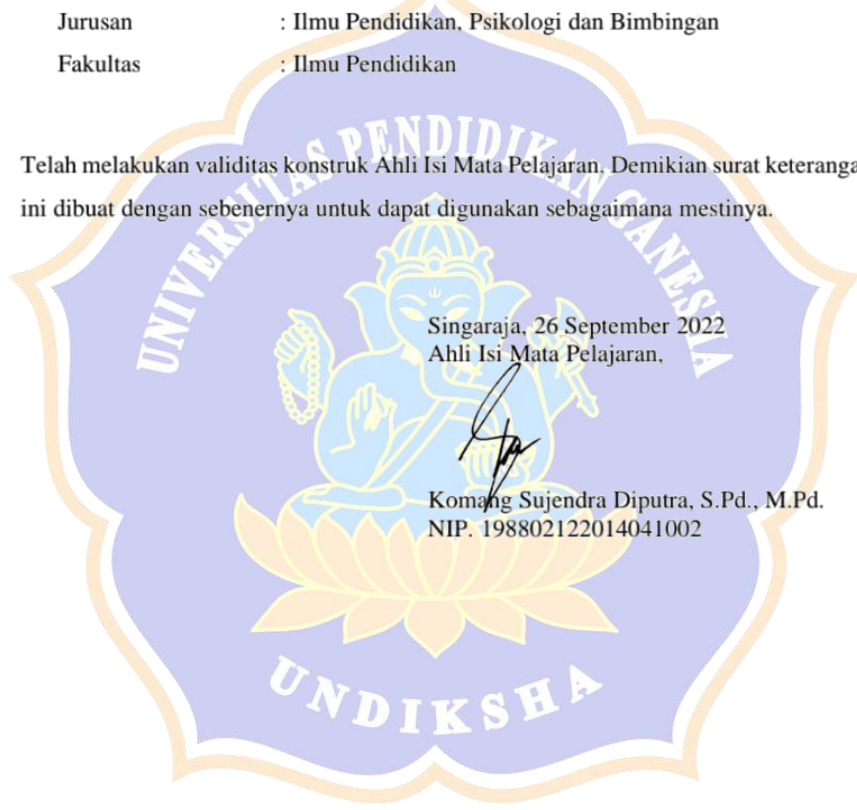 Jurusan : Ilmu Pendidikan, Psikologi dan Bimbingan
Fakultas : Ilmu Pendidikan
UNIVERSITAS PENDIDIKAN GANESHA
Telah melakukan validitas konstruk Ahli Isi Mata Pelajaran. Demikian surat keteranga
ini dibuat dengan sebenernya untuk dapat digunakan sebagaimana mestinya.
Singaraja, 26 September 2022
Ahli Isi Mata Pelajaran,
Komang Sujendra Diputra, S.Pd., M.Pd.
NIP. 198802122014041002
UNDIKSHA